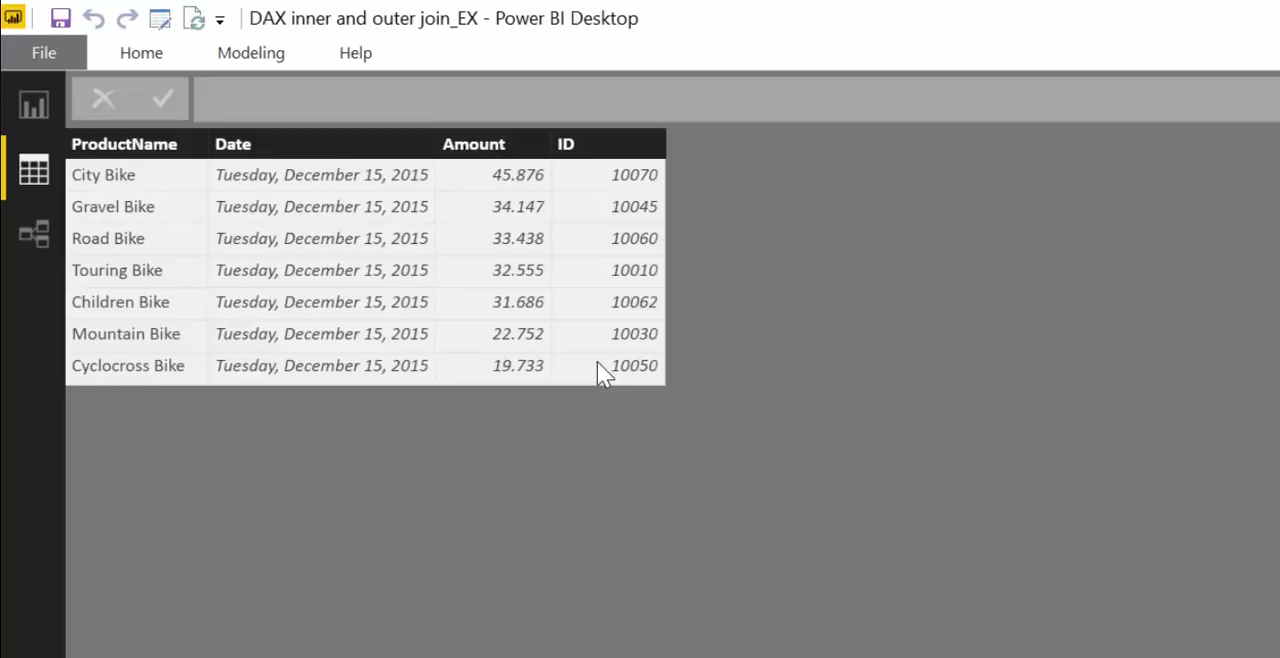 DAX inner and outer join_EX - Power BI Desktop
File Home Modeling Help
ProductName Date Amount ID
City Bike Tuesday, December 15, 2015 45.876 10070
Gravel Bike Tuesday, December 15, 2015 34.147 10045
Road Bike Tuesday, December 15, 2015 33.438 10060
Touring Bike Tuesday, December 15, 2015 32.555 10010
Children Bike Tuesday, December 15, 2015 31.686 10062
Mountain Bike Tuesday, December 15, 2015 22.752 10030
Cyclocross Bike Tuesday, December 15, 2015 19.733 10050